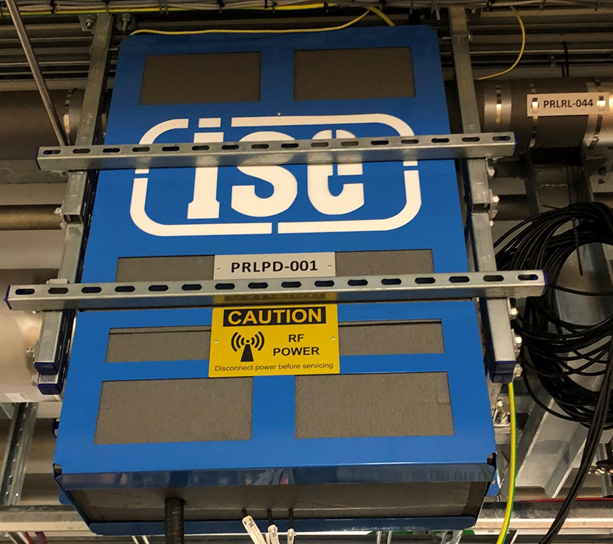 PRLRL-044
ise
PRLPD-001
CAUTION
RF
POWER
Disconnect power before servicing